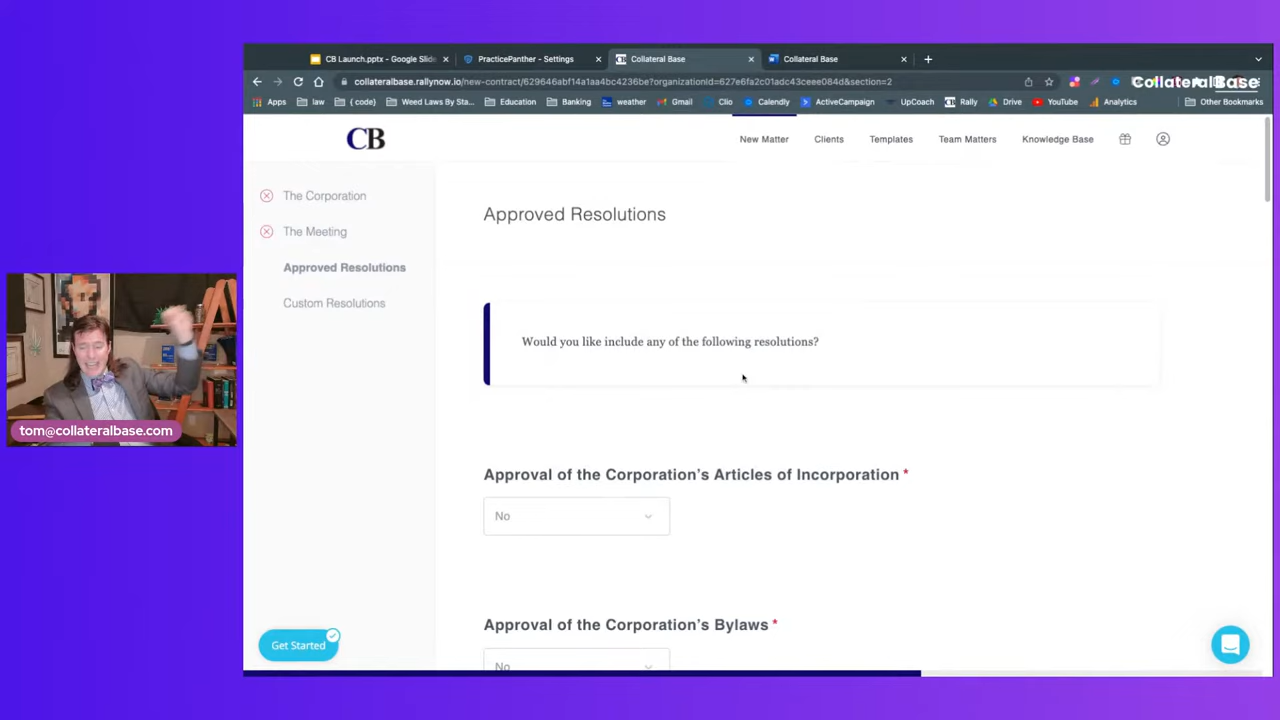 CB Launch.pptx - Google Slide
PracticePanther - Settings
Collateral Base
Collateral Base
collateralbase.rallynow.io/new-contract/629646abf14a1aa4bc4236be?organizationId=627e6fa2c01adc43ceee084d&section=2
CollateralBase
Apps
law
{ code}
Weed Laws By Sta...
Education
Banking
weather
Gmail
Clio
Calendly
ActiveCampaign
UpCoach
Rally
Drive
YouTube
Analytics
Other Bookmarks
CB
New Matter
Clients
Templates
Team Matters
Knowledge Base
The Corporation
The Meeting
Approved Resolutions
Custom Resolutions
Approved Resolutions
Would you like include any of the following resolutions?
Approval of the Corporation's Articles of Incorporation *
No
Approval of the Corporation's Bylaws *
No
Get Started
tom@collateralbase.com